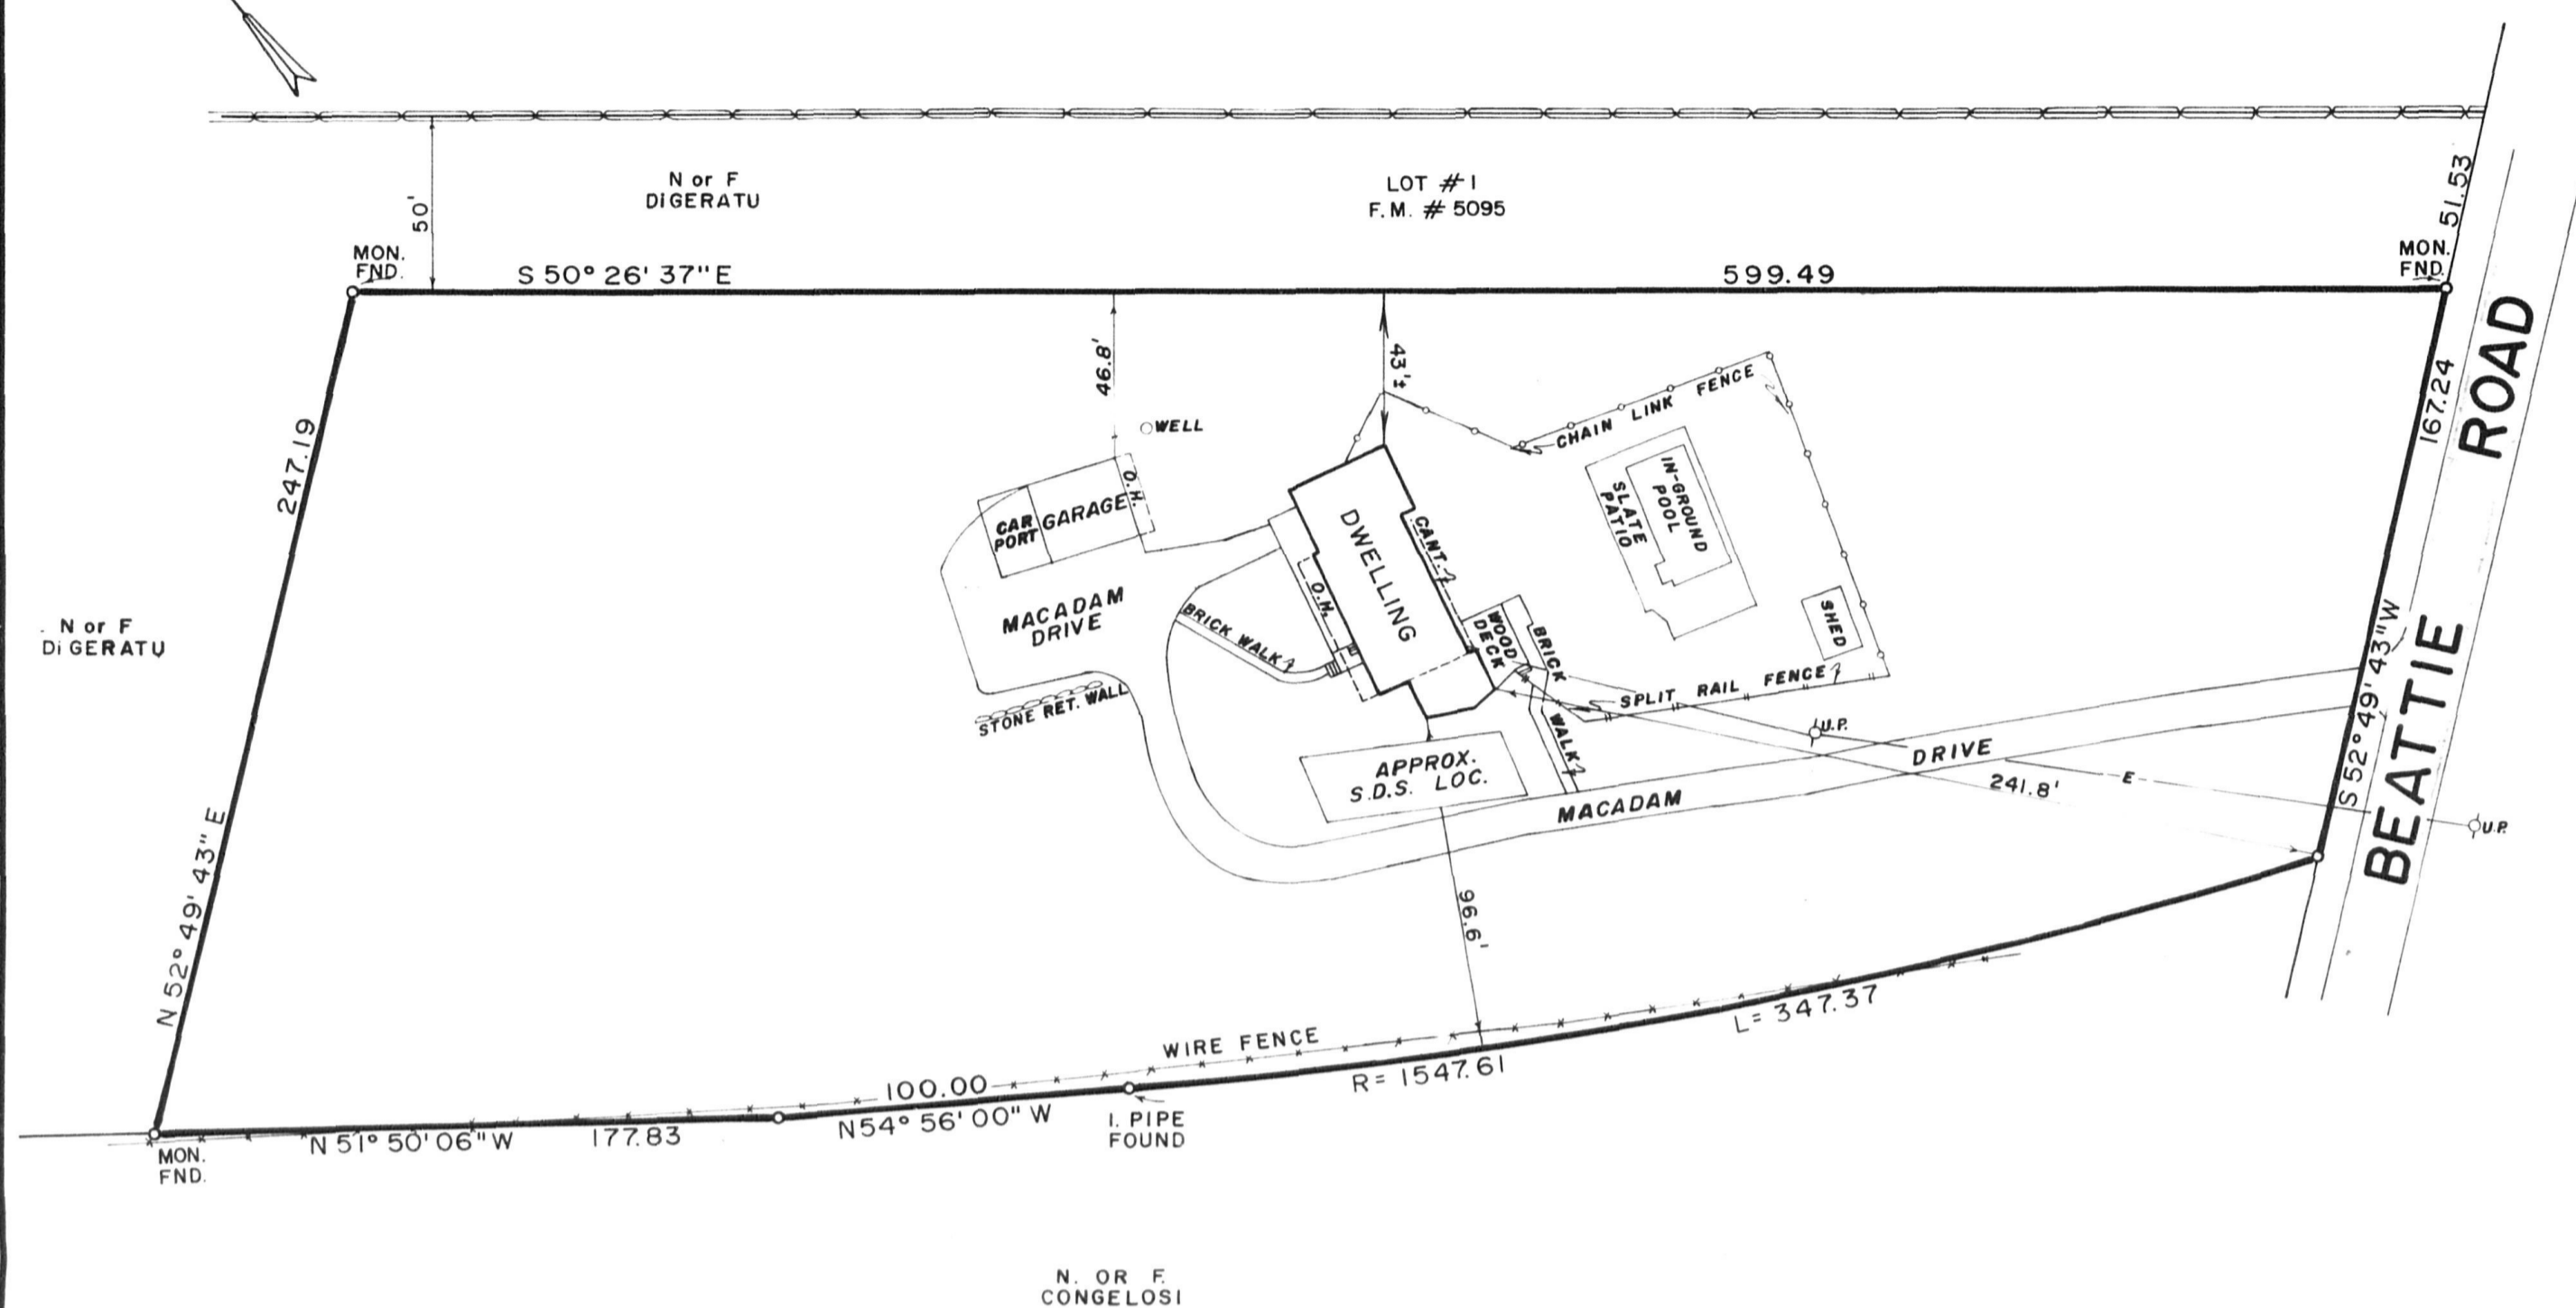 N or F
DiGERATU
50'
LOT # 1
F.M. # 5095
51.53
MON.
FND.
S 50° 26' 37" E
599.49
MON.
FND.
ROAD
167.24
46.8'
43'±
WELL
CHAIN LINK FENCE
247.19
O.H.
CAR
PORT
GARAGE
IN-GROUND
POOL
SLATE
PATIO
DWELLING
CANT.
O.H.
MACADAM
DRIVE
BRICK WALK
WOOD
DECK
BRICK
WALK
SHED
N or F
DiGERATU
S 52° 49' 43" W
BEATTIE
STONE RET. WALL
SPLIT RAIL FENCE
U.P.
DRIVE
E
241.8'
U.P.
APPROX.
S.D.S. LOC.
MACADAM
N 52° 49' 43" E
96.6'
L= 347.37
WIRE FENCE
R= 1547.61
100.00
N54° 56' 00" W
I. PIPE
FOUND
N 51° 50' 06" W
177.83
MON.
FND.
N. OR F.
CONGELOSI